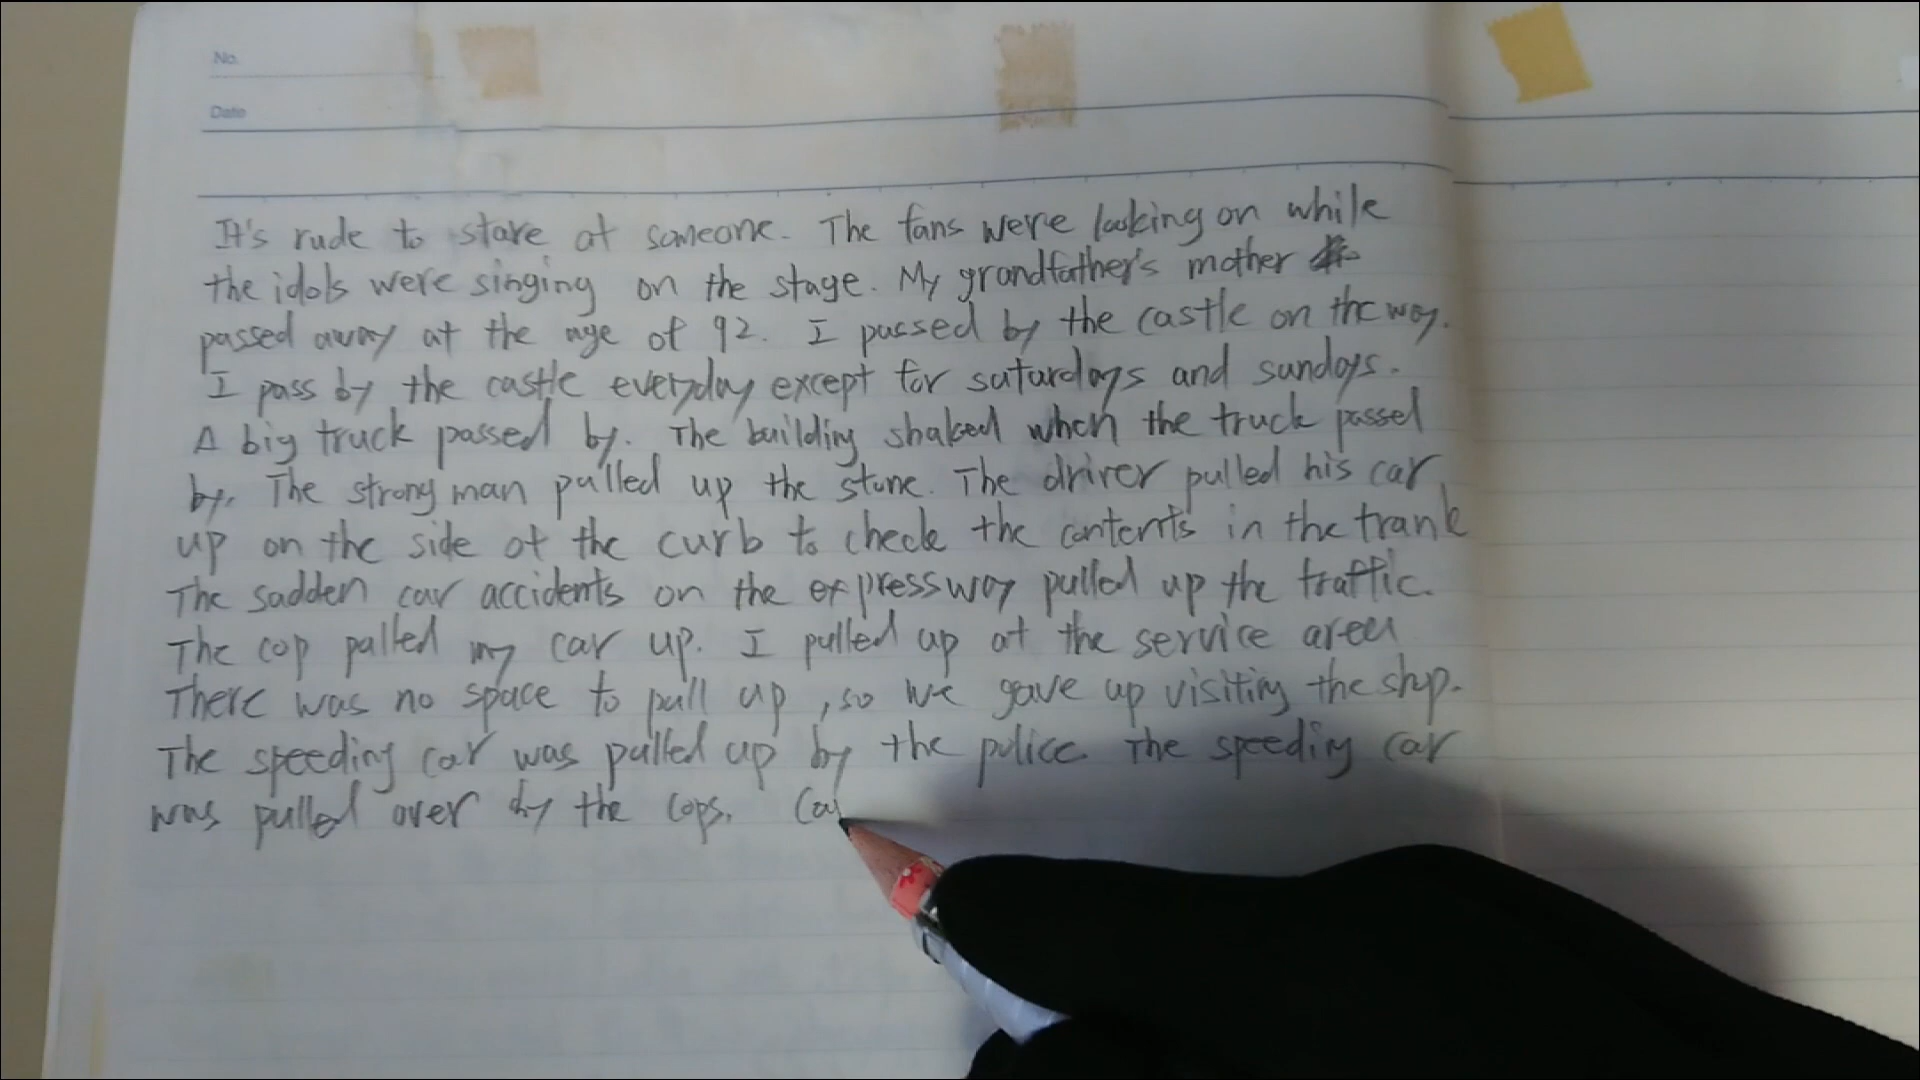 No.
Date
It's rude to stare at someone. The fans were looking on while
the idols were singing on the stage. My grandfather's mother
passed away at the age of 92. I passed by the castle on the way.
I pass by the castle everyday except for saturdays and sundays.
A big truck passed by. The building shaked when the truck passed
by. The strong man pulled up the stone. The driver pulled his car
up on the side of the curb to check the contents in the trank
The sadden car accidents on the expressway pulled up the traffic.
The cop palled my car up. I pulled up at the service area
There was no space to pull up, so we gave up visiting the shop.
The speeding car was pulled up by the police The speeding car
was pulled over by the cops. Ca